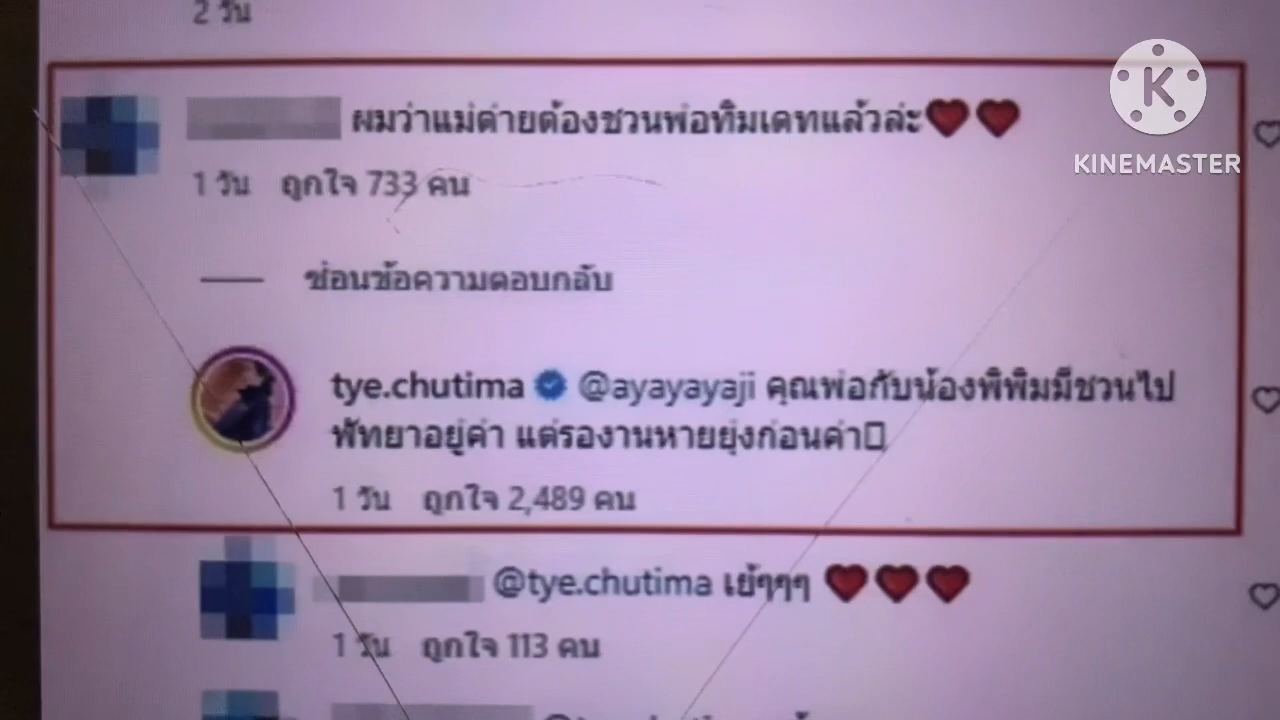 2 วัน
ผมว่าแม่ต่ายต้องชวนพ่อทิมเดทแล้วล่ะ❤❤
1 วัน ถูกใจ 733 คน
ซ่อนข้อความตอบกลับ
tye.chutima @ayayayaji คุณพ่อกับน้องพิพิมมีชวนไป
พัทยาอยู่ค่า แต่รองานหายยุ่งก่อนค่า
1 วัน ถูกใจ 2,489 คน
@tye.chutima เย้ๆๆๆ ❤❤❤
1 วัน ถูกใจ 113 คน
K
KINEMASTER